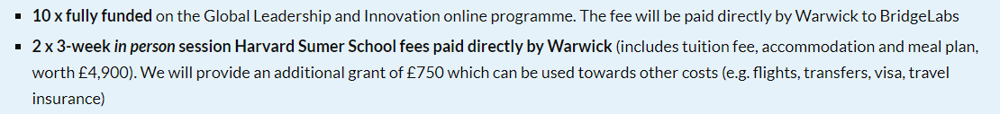 ▪ 10 x fully funded on the Global Leadership and Innovation online programme. The fee will be paid directly by Warwick to BridgeLabs
▪ 2 x 3-week in person session Harvard Sumer School fees paid directly by Warwick (includes tuition fee, accommodation and meal plan,
worth £4,900). We will provide an additional grant of £750 which can be used towards other costs (e.g. flights, transfers, visa, travel
insurance)